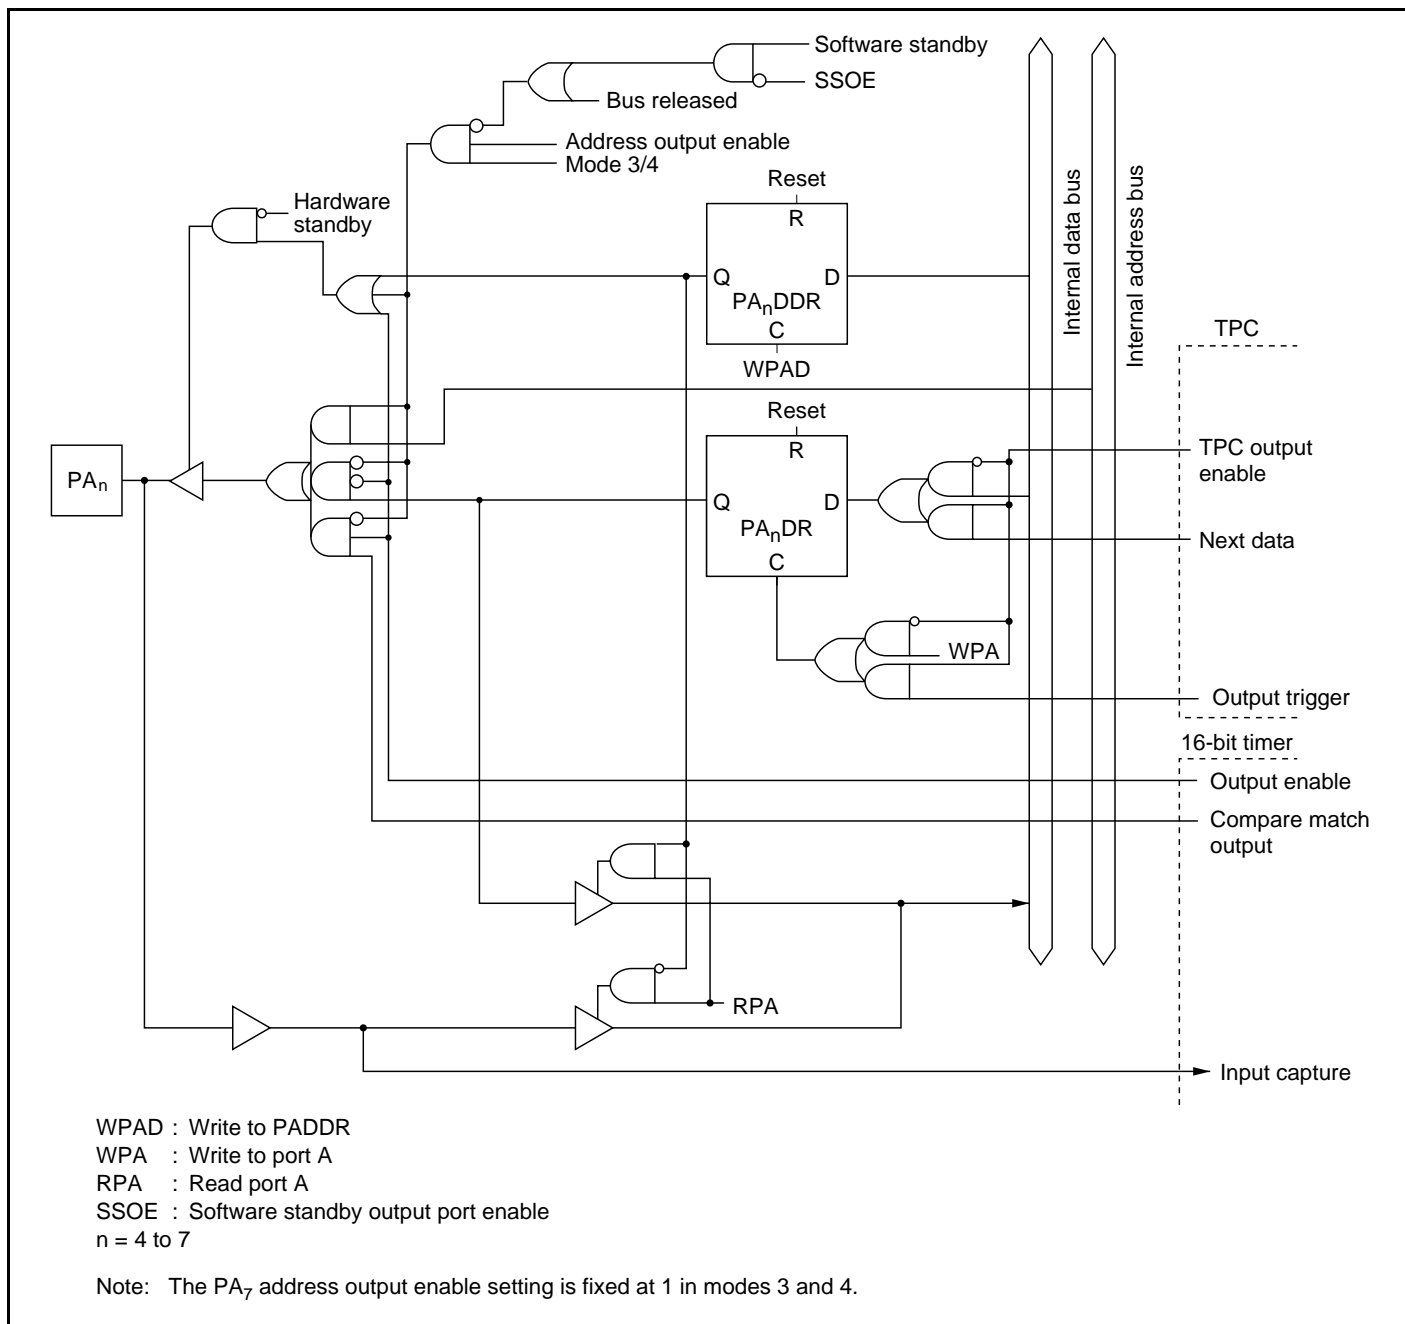 Software standby
SSOE
Bus released
Address output enable
Mode 3/4
Hardware
standby
Reset
R
Q
D
PAnDDR
C
WPAD
Internal data bus
Internal address bus
TPC
Reset
R
Q
D
PAnDR
C
PAn
TPC output
enable
Next data
WPA
Output trigger
16-bit timer
Output enable
Compare match
output
RPA
Input capture
WPAD : Write to PADDR
WPA : Write to port A
RPA : Read port A
SSOE : Software standby output port enable
n = 4 to 7
Note: The PA7 address output enable setting is fixed at 1 in modes 3 and 4.